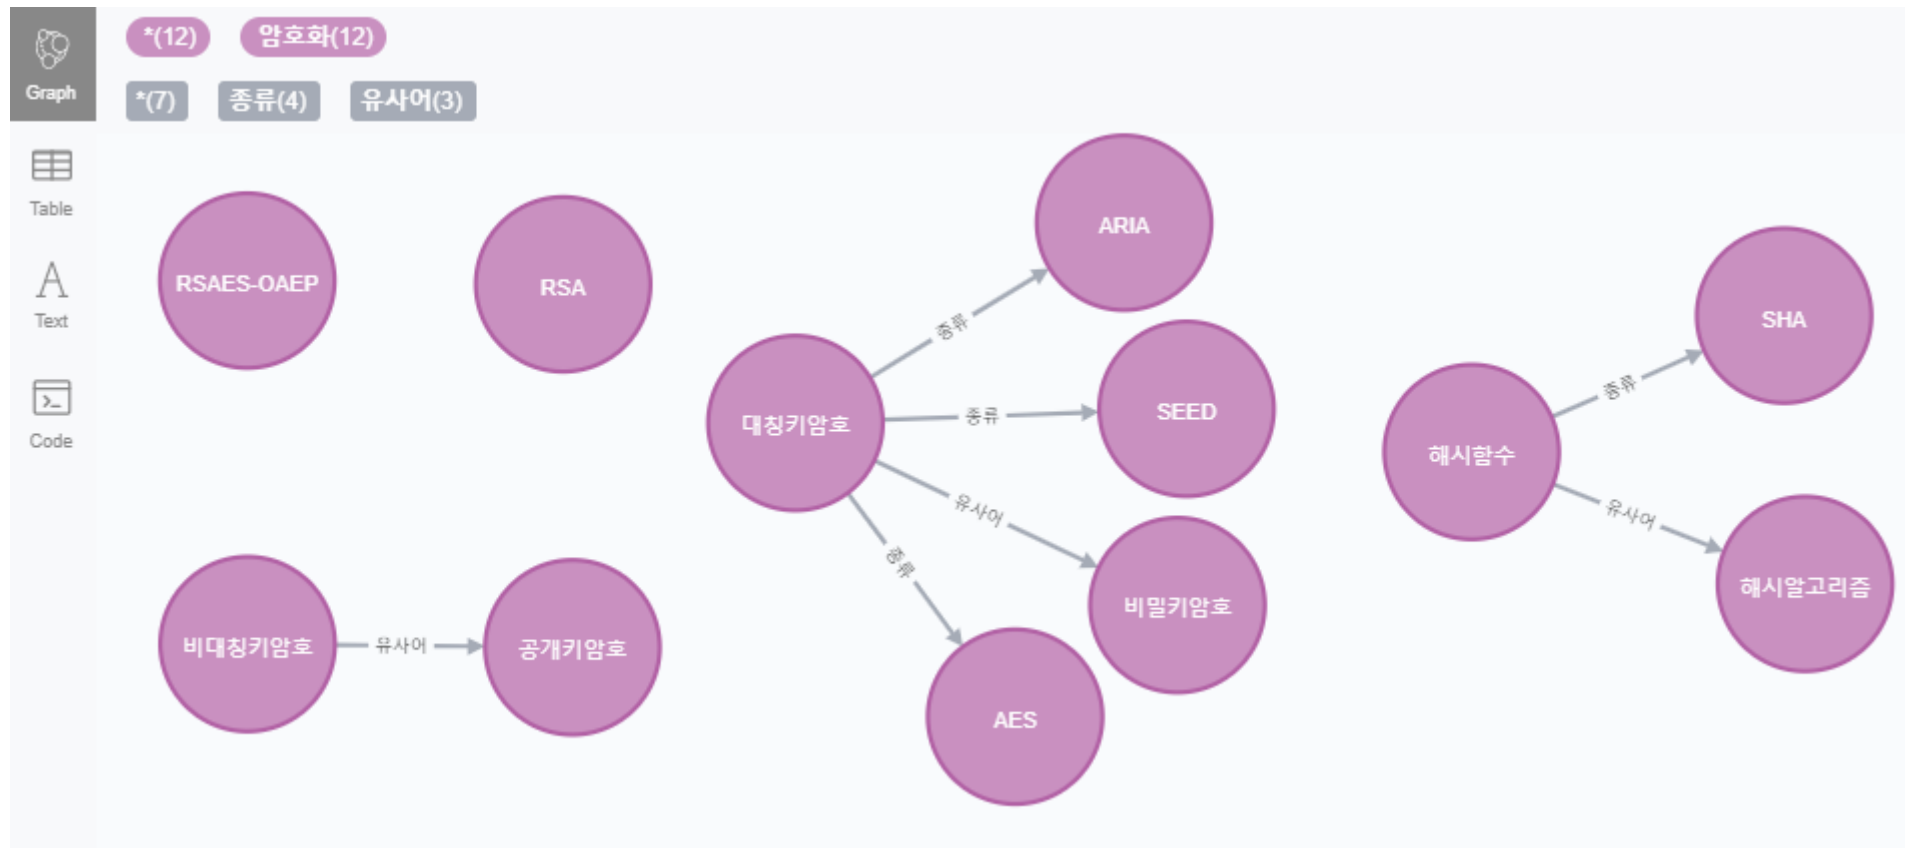 *(12) 암호화(12)
*(7) 종류(4) 유사어(3)
Graph
Table
Text
Code
RSAES-OAEP
RSA
비대칭키암호
유사어
공개키암호
대칭키암호
종류
ARIA
종류
SEED
유사어
비밀키암호
종류
AES
해시함수
종류
SHA
유사어
해시알고리즘